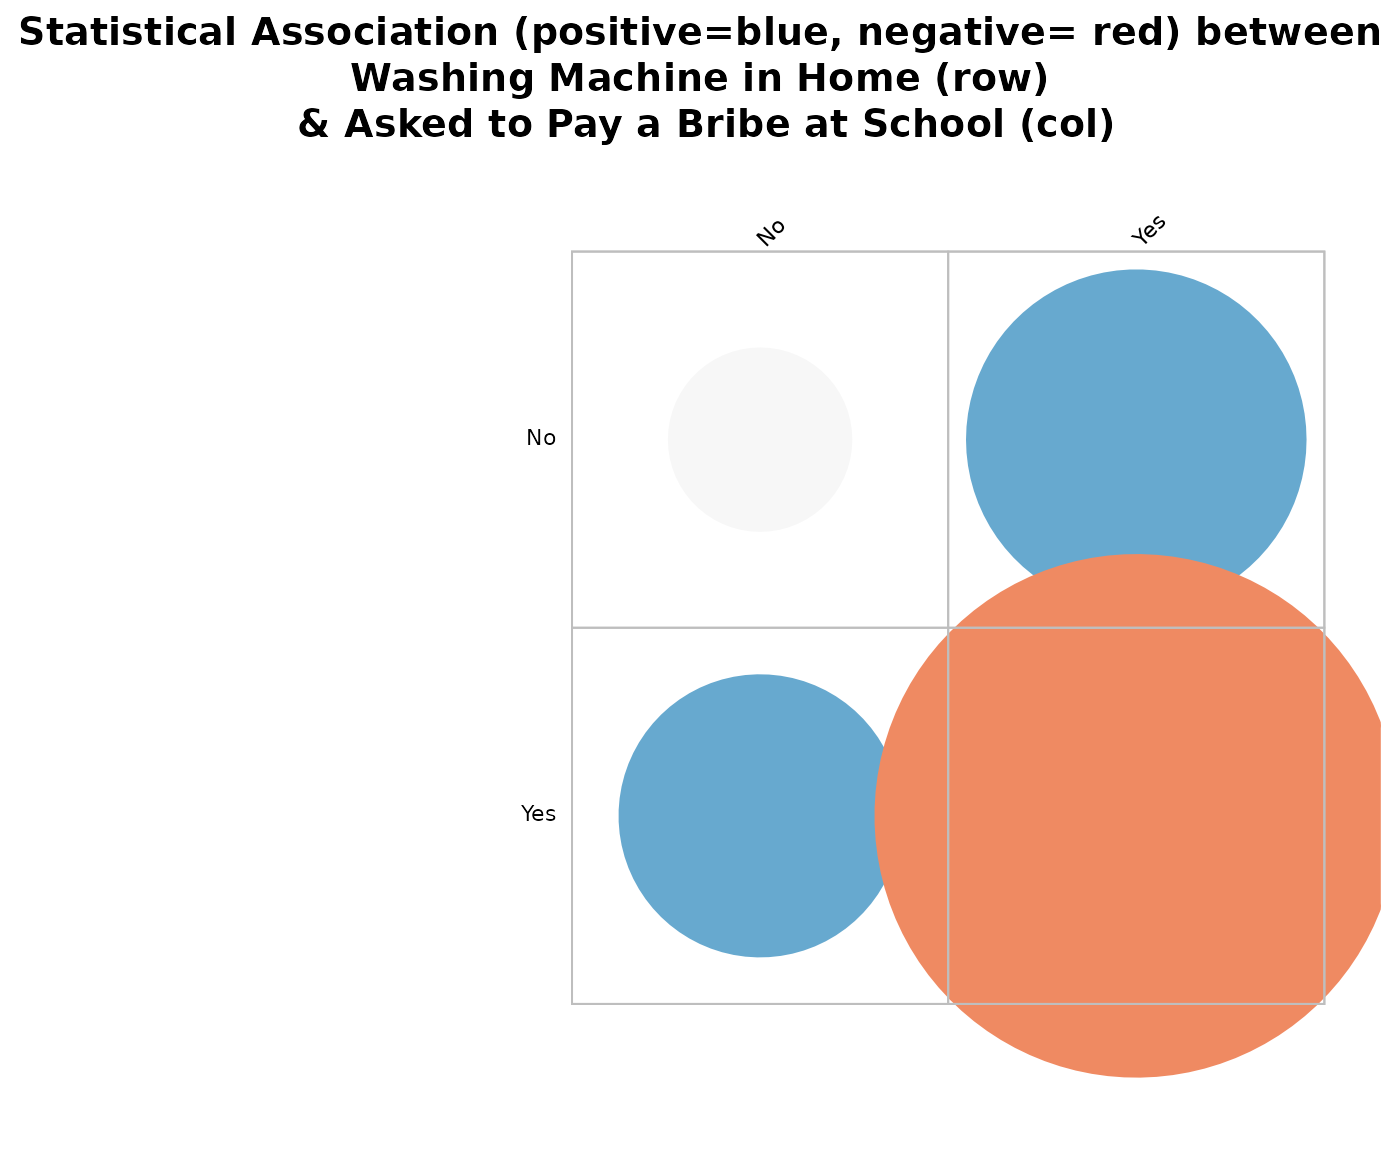 Statistical Association (positive=blue, negative= red) between
Washing Machine in Home (row)
& Asked to Pay a Bribe at School (col)
No
Yes
No
Yes